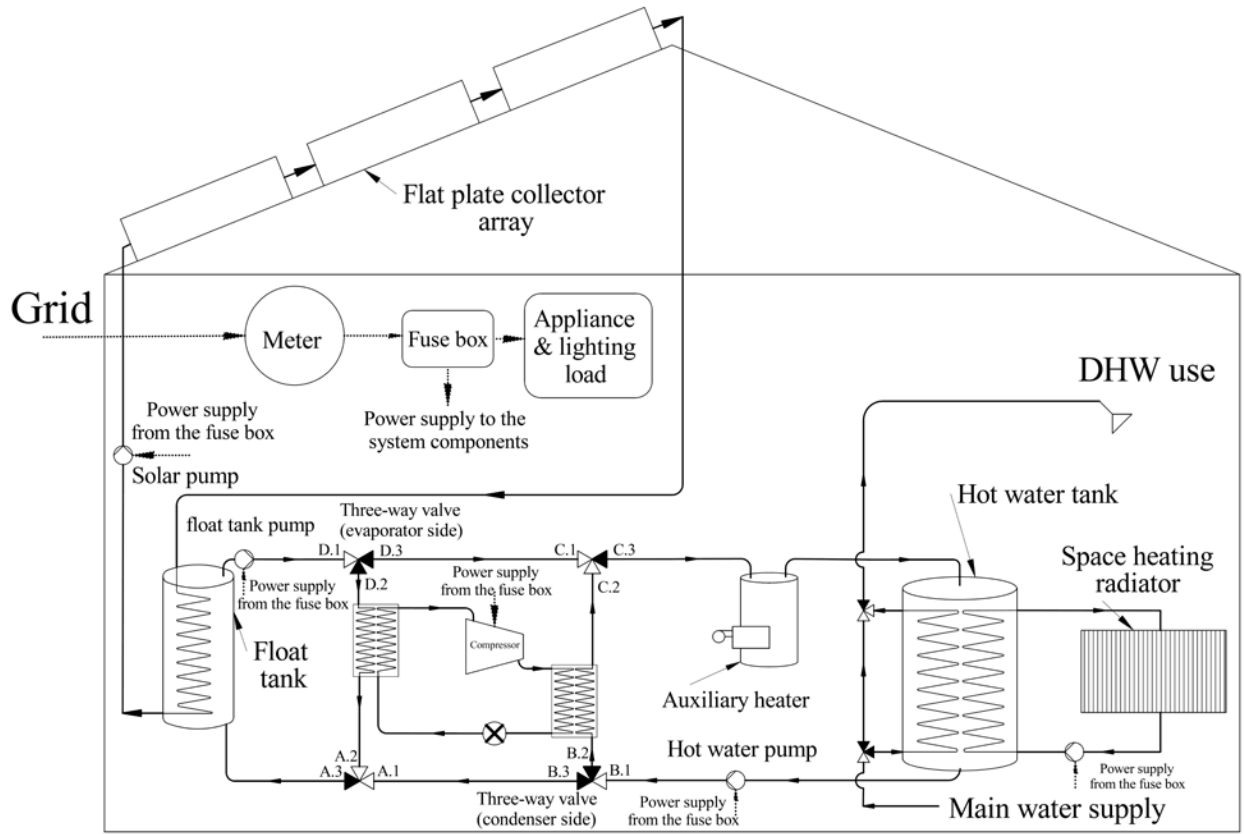 Flat plate collector
array
Grid
Meter
Fuse box
Appliance
& lighting
load
Power supply to the
system components
DHW use
Power supply
from the fuse box
Solar pump
Hot water tank
float tank pump
Three-way valve
(evaporator side)
D.1
D.3
D.2
C.1
C.3
C.2
Power supply
from the fuse box
Power supply
from the fuse box
Space heating
radiator
Float
tank
Compressor
Auxiliary heater
A.2
A.3
A.1
B.2
B.3
B.1
Hot water pump
Three-way valve
(condenser side)
Power supply
from the fuse box
Power supply
from the fuse box
Main water supply